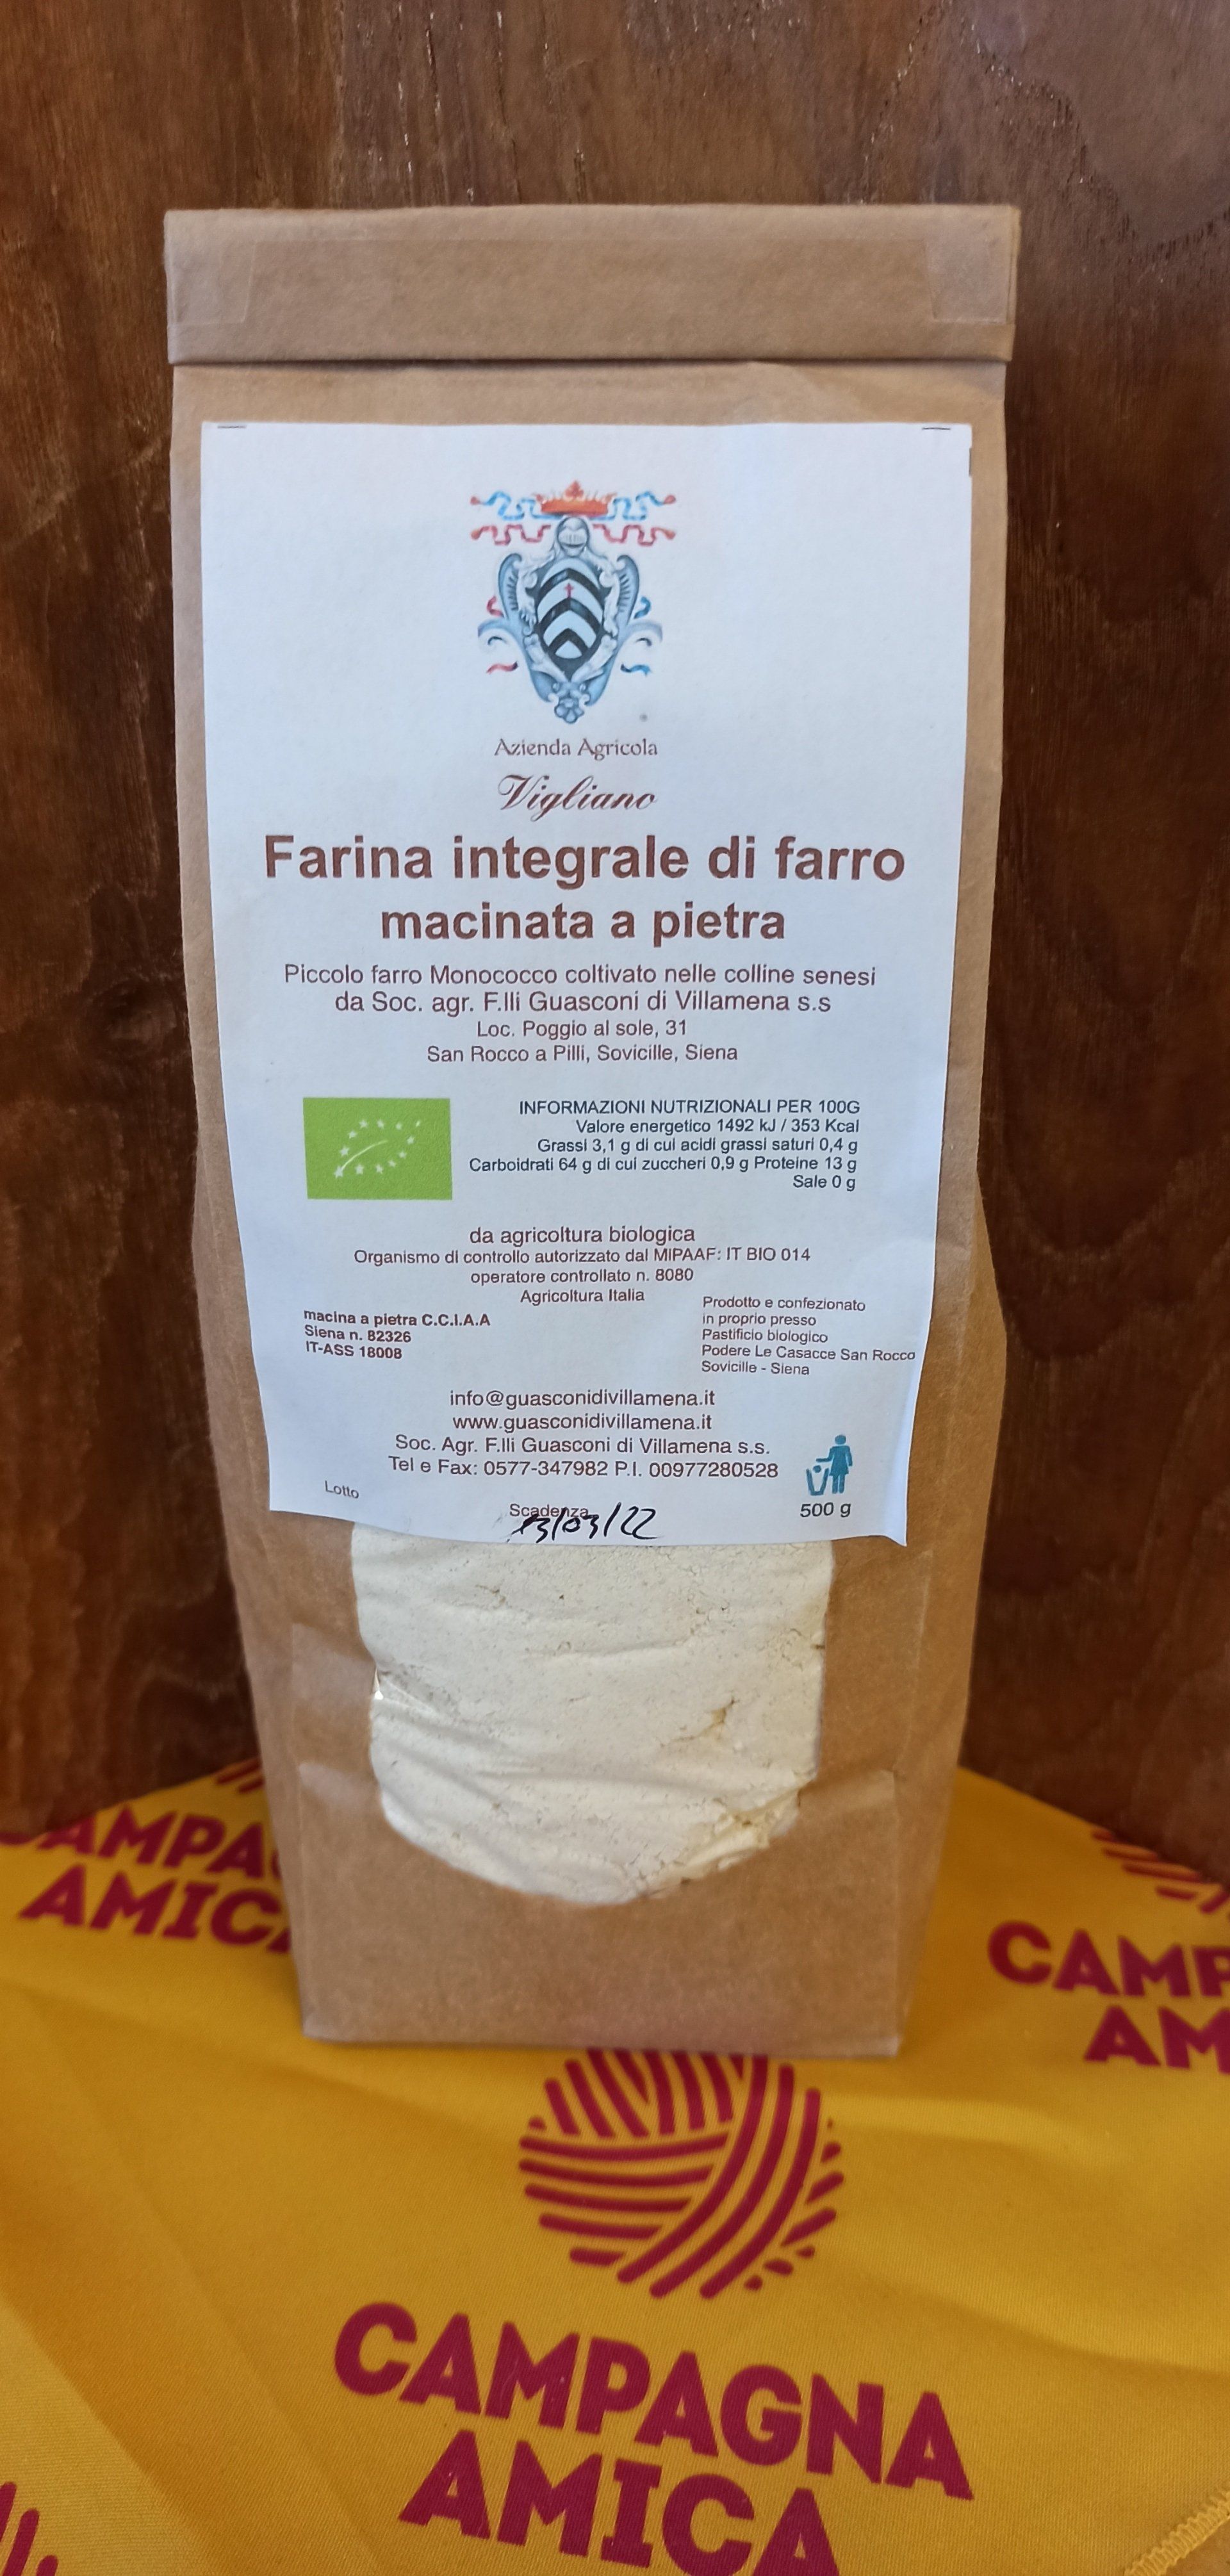 Azienda Agricola
Vigliano
Farina integrale di farro
macinata a pietra
Piccolo farro Monococco coltivato nelle colline senesi
da Soc. agr. F.lli Guasconi di Villamena s.s
Loc. Poggio al sole, 31
San Rocco a Pilli, Sovicille, Siena
INFORMAZIONI NUTRIZIONALI PER 100G
Valore energetico 1492 kJ / 353 Kcal
Grassi 3,1 g di cui acidi grassi saturi 0,4 g
Carboidrati 64 g di cui zuccheri 0,9 g Proteine 13 g
Sale 0 g
da agricoltura biologica
Organismo di controllo autorizzato dal MIPAAF: IT BIO 014
operatore controllato n. 8080
Agricoltura Italia
macina a pietra C.C.I.A.A
Siena n. 82326
IT-ASS 18008
Prodotto e confezionato
in proprio presso
Pastificio biologico
Podere Le Casacce San Rocco
Sovicille - Siena
info@guasconidivillamena.it
www.guasconidivillamena.it
Soc. Agr. F.lli Guasconi di Villamena s.s.
Tel e Fax: 0577-347982 P.I. 00977280528
Lotto
Scadenza
13/03/22
500 g
CAMPAG
AMICA
CAMP
AM
CAMPAGNA
AMICA